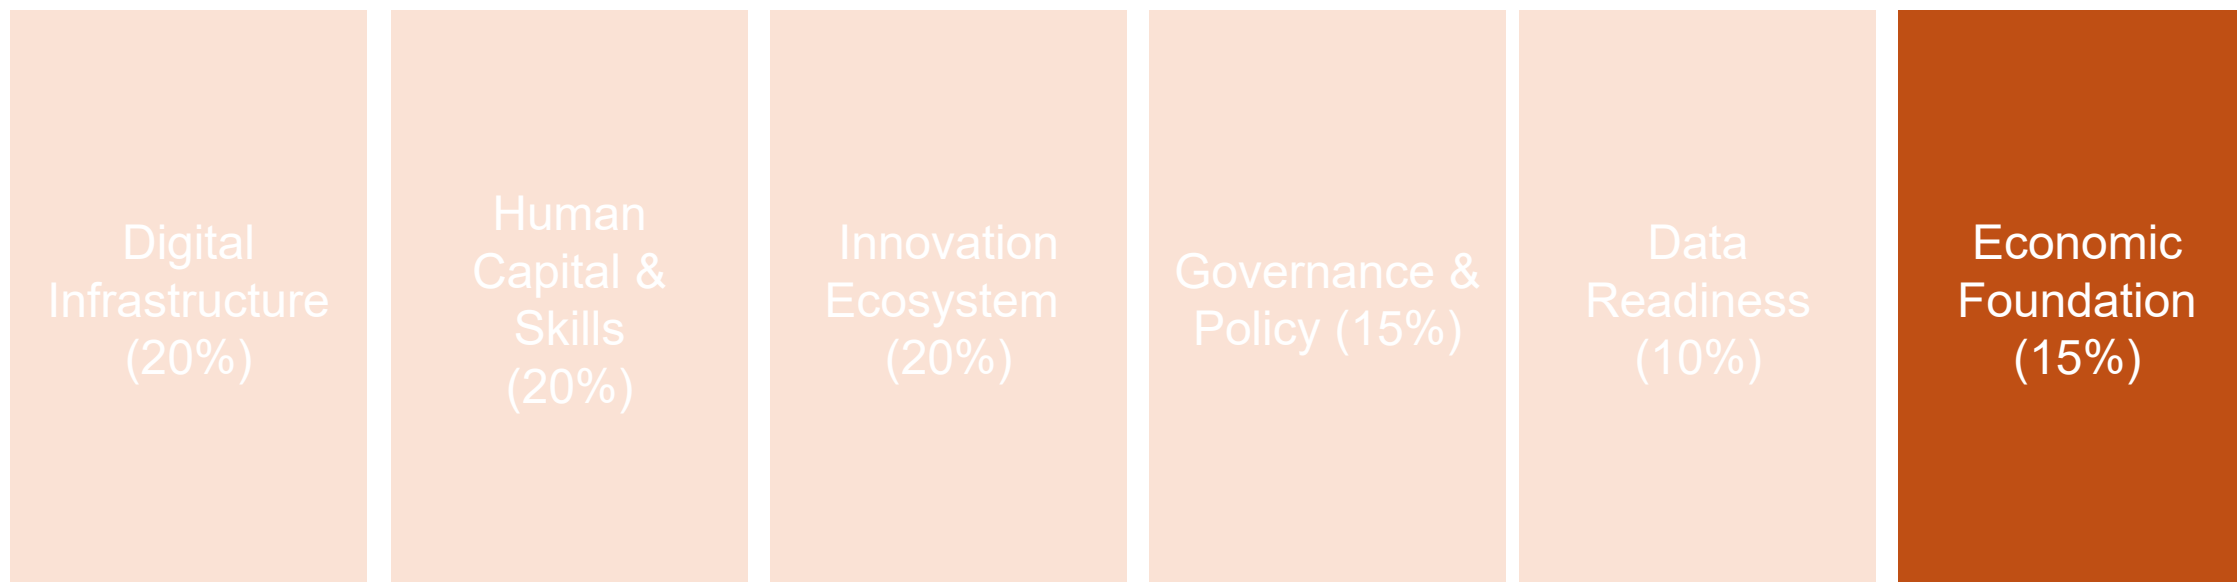 Digital
Infrastructure
(20%)
Human
Capital &
Skills
(20%)
Innovation
Ecosystem
(20%)
Governance &
Policy (15%)
Data
Readiness
(10%)
Economic
Foundation
(15%)